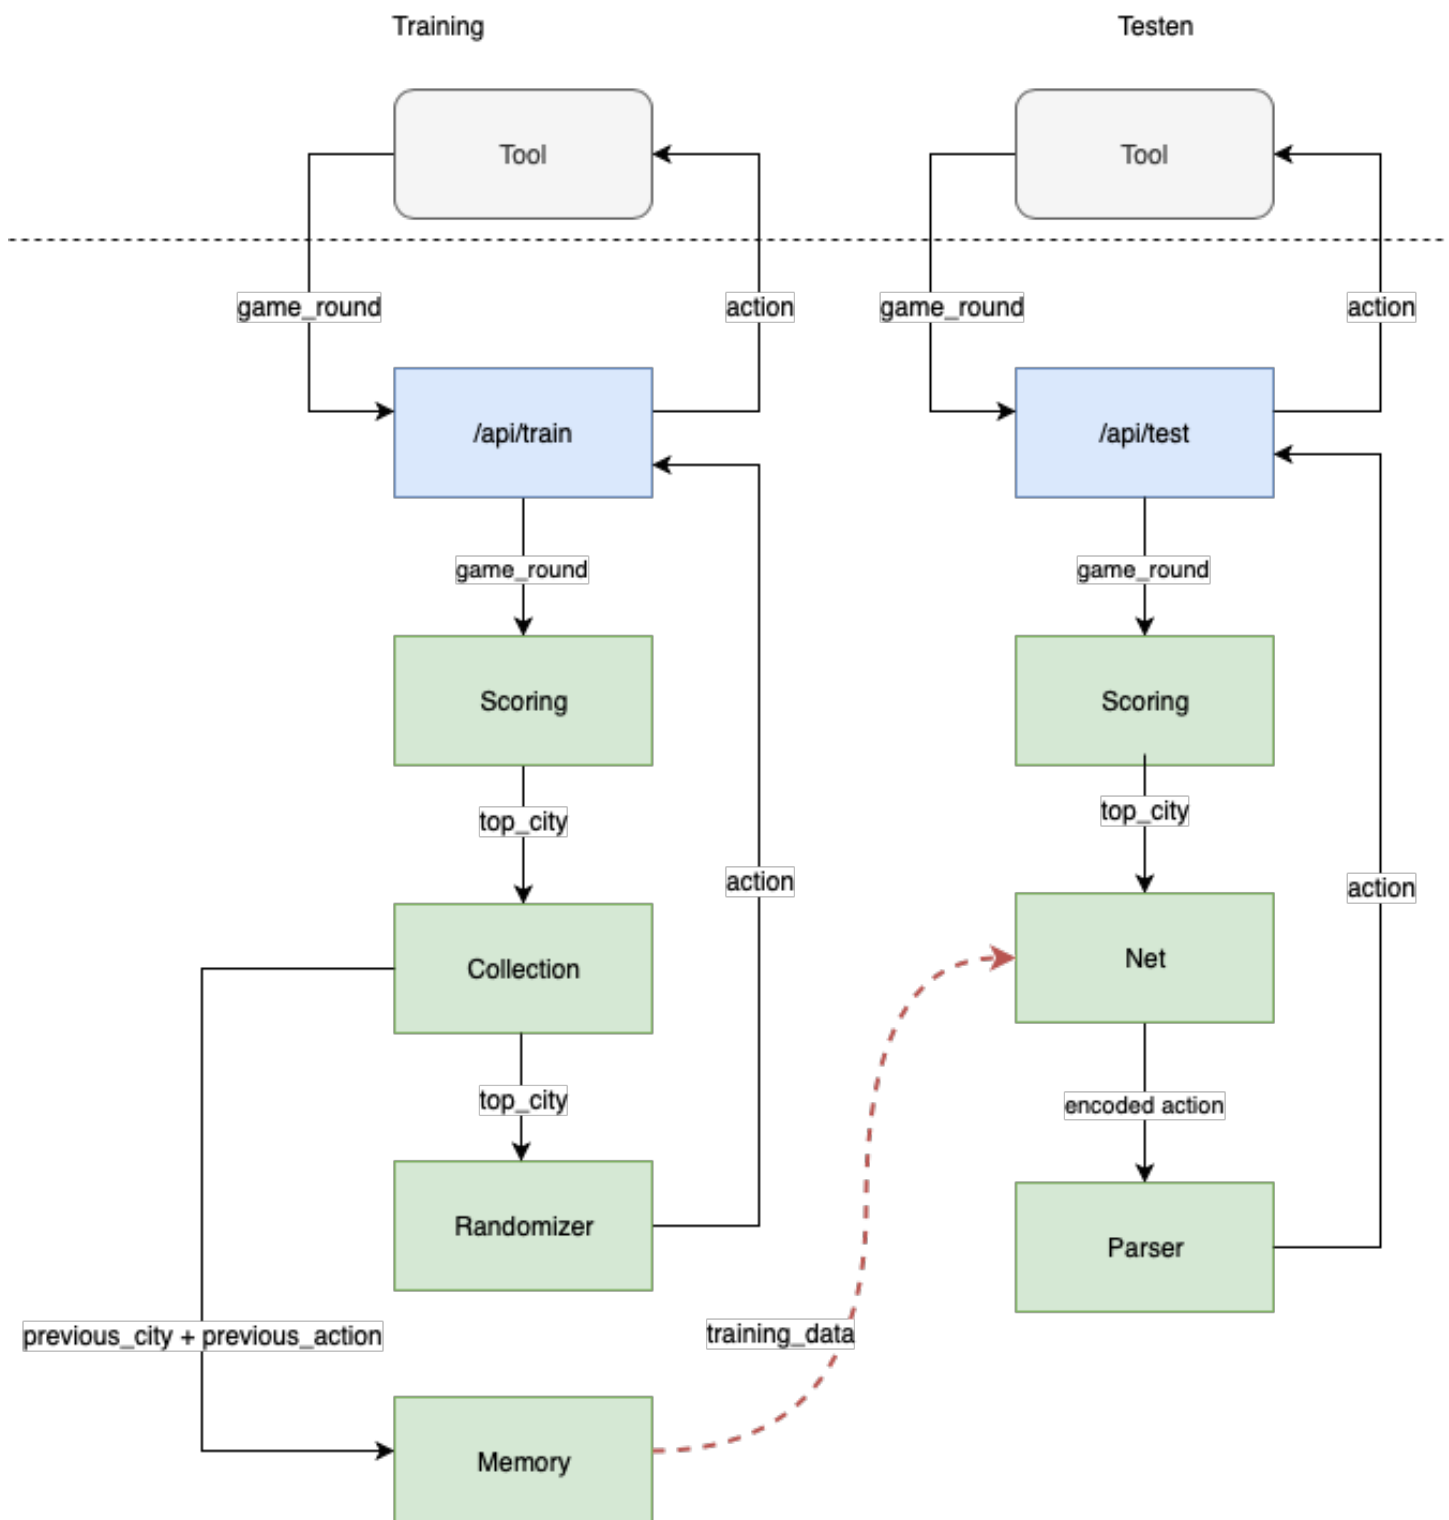 Training
Testen
Tool
Tool
game_round
action
game_round
action
/api/train
/api/test
game_round
game_round
Scoring
Scoring
top_city
top_city
action
action
Collection
Net
top_city
encoded action
Randomizer
Parser
previous_city + previous_action
training_data
Memory